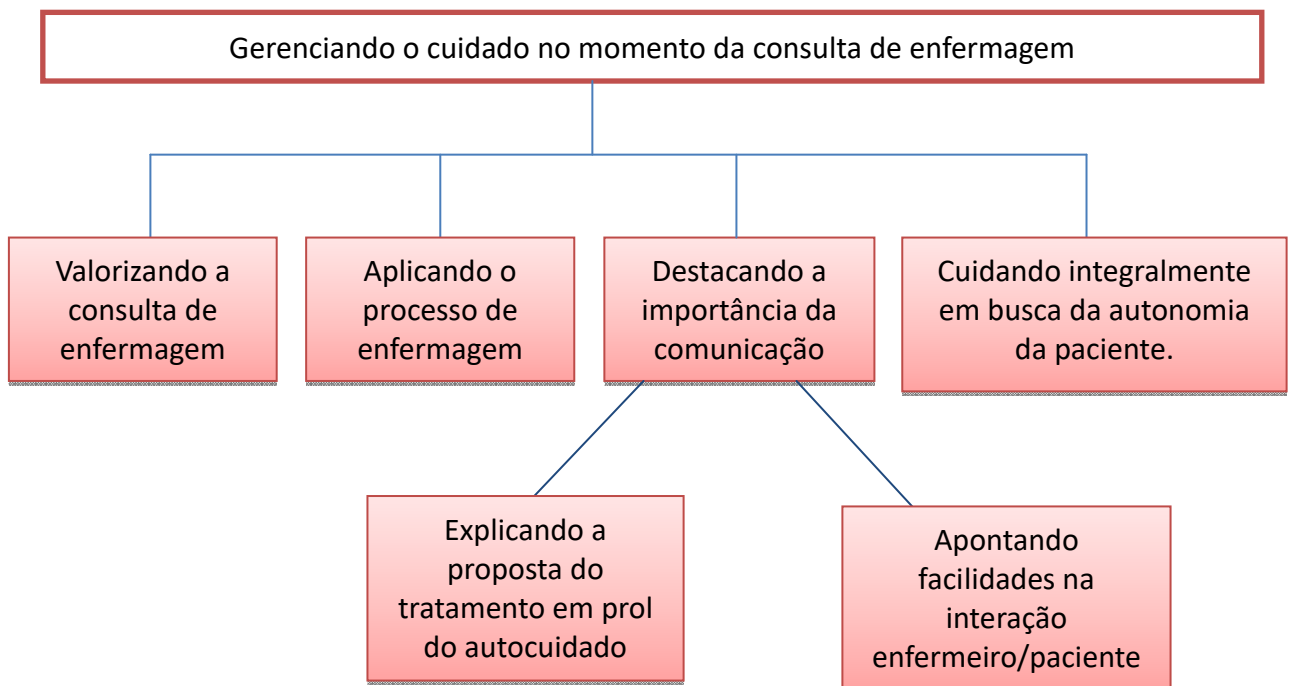 Gerenciando o cuidado no momento da consulta de enfermagem
Valorizando a
consulta de
enfermagem
Aplicando o
processo de
enfermagem
Destacando a
importância da
comunicação
Cuidando integralmente
em busca da autonomia
da paciente.
Explicando a
proposta do
tratamento em prol
do autocuidado
Apontando
facilidades na
interação
enfermeiro/paciente